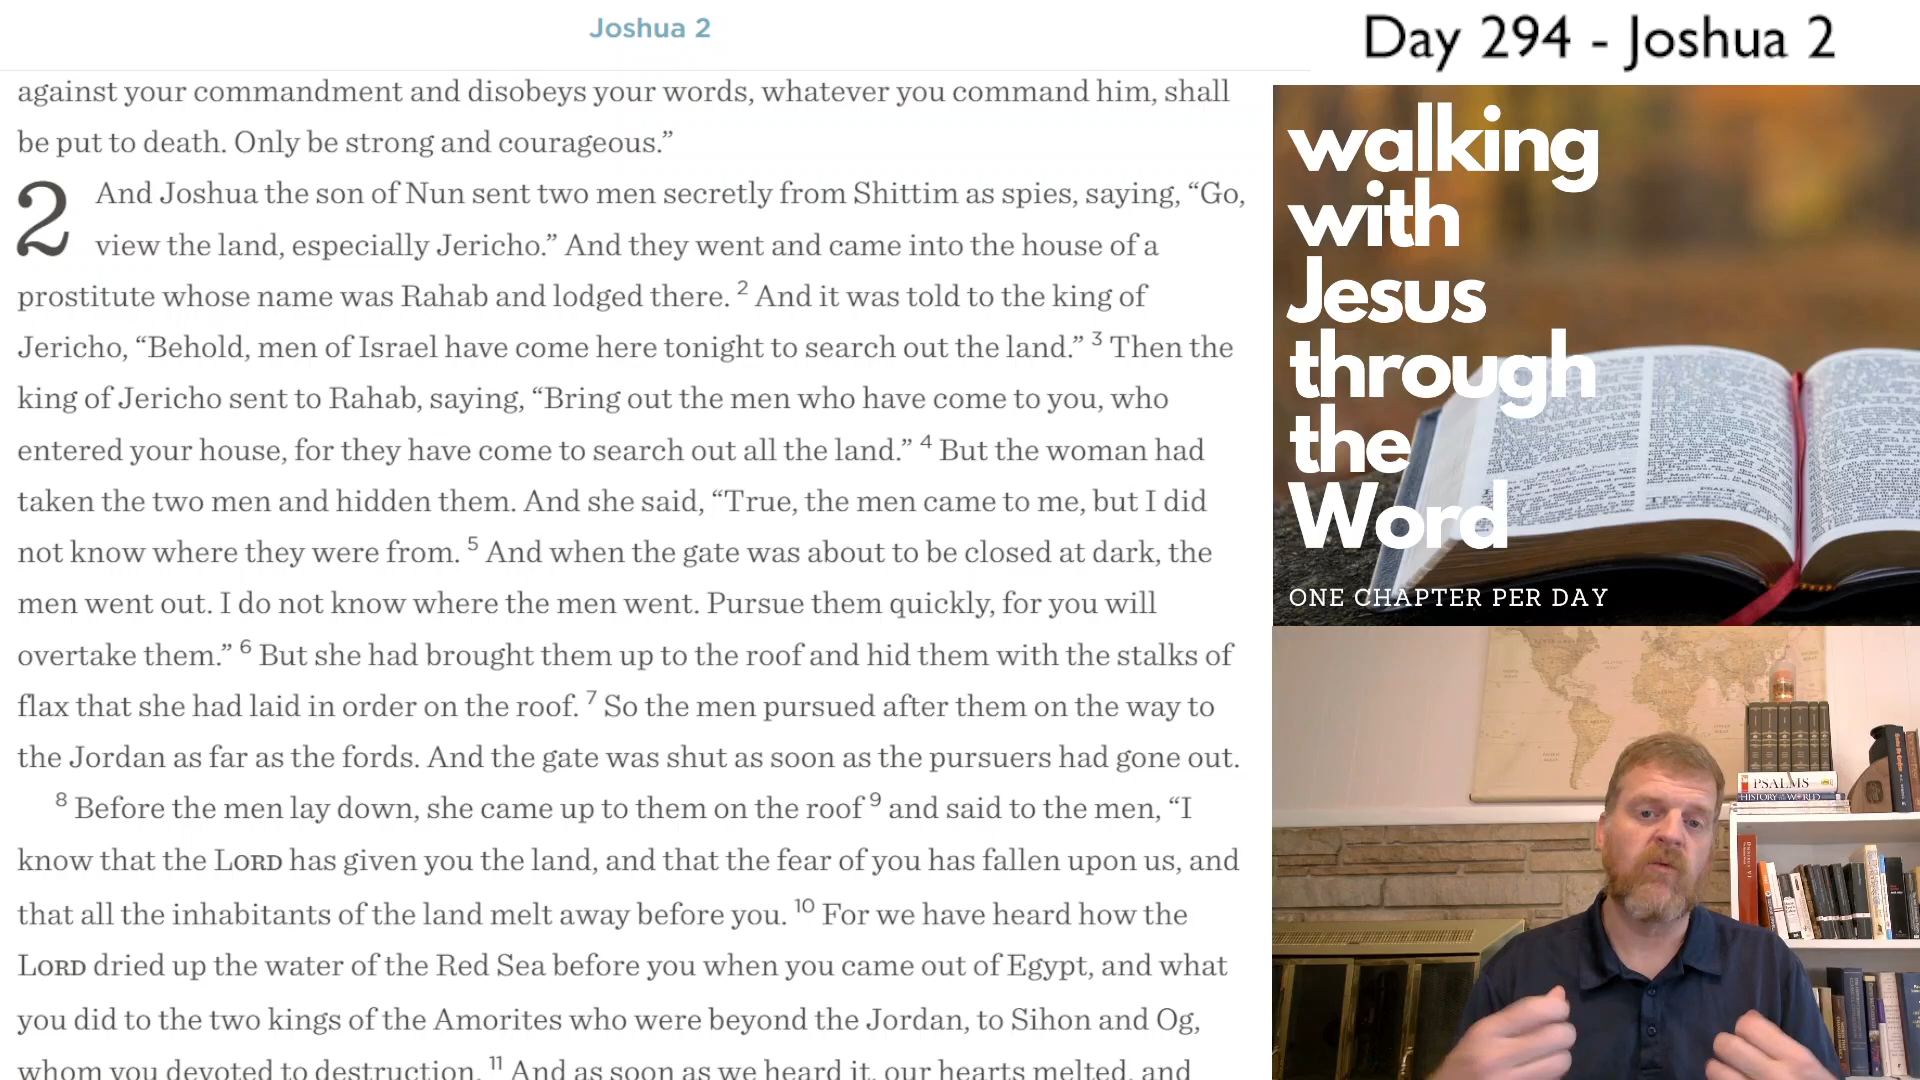 Joshua 2
against your commandment and disobeys your words, whatever you command him, shall
be put to death. Only be strong and courageous.”
2 And Joshua the son of Nun sent two men secretly from Shittim as spies, saying, “Go,
view the land, especially Jericho.” And they went and came into the house of a
prostitute whose name was Rahab and lodged there. 2 And it was told to the king of
Jericho, “Behold, men of Israel have come here tonight to search out the land.” 3 Then the
king of Jericho sent to Rahab, saying, “Bring out the men who have come to you, who
entered your house, for they have come to search out all the land.” 4 But the woman had
taken the two men and hidden them. And she said, “True, the men came to me, but I did
not know where they were from. 5 And when the gate was about to be closed at dark, the
men went out. I do not know where the men went. Pursue them quickly, for you will
overtake them.” 6 But she had brought them up to the roof and hid them with the stalks of
flax that she had laid in order on the roof. 7 So the men pursued after them on the way to
the Jordan as far as the fords. And the gate was shut as soon as the pursuers had gone out.
8 Before the men lay down, she came up to them on the roof 9 and said to the men, “I
know that the LORD has given you the land, and that the fear of you has fallen upon us, and
that all the inhabitants of the land melt away before you. 10 For we have heard how the
LORD dried up the water of the Red Sea before you when you came out of Egypt, and what
you did to the two kings of the Amorites who were beyond the Jordan, to Sihon and Og,
whom you devoted to destruction. 11 And as soon as we heard it, our hearts melted, and
Day 294 - Joshua 2
walking
with
Jesus
through
the
Word
ONE CHAPTER PER DAY
PSALMS
HISTORY OF THE WORLD